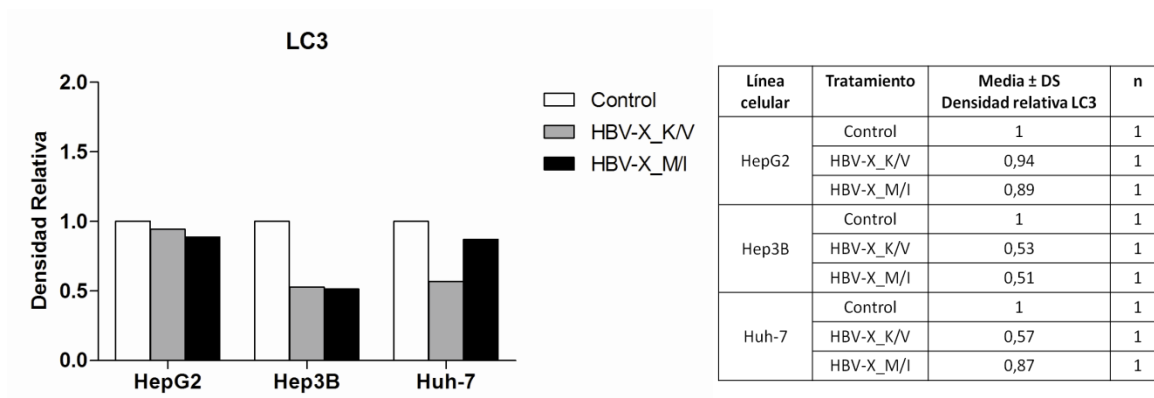 LC3
2.0
1.5
1.0
0.5
0.0
Densidad Relativa
HepG2 Hep3B Huh-7
Control
HBV-X_K/V
HBV-X_M/I
Línea celular Tratamiento Media ± DS Densidad relativa LC3 n
HepG2
Control 1 1
HBV-X_K/V 0,94 1
HBV-X_M/I 0,89 1
Hep3B
Control 1 1
HBV-X_K/V 0,53 1
HBV-X_M/I 0,51 1
Huh-7
Control 1 1
HBV-X_K/V 0,57 1
HBV-X_M/I 0,87 1